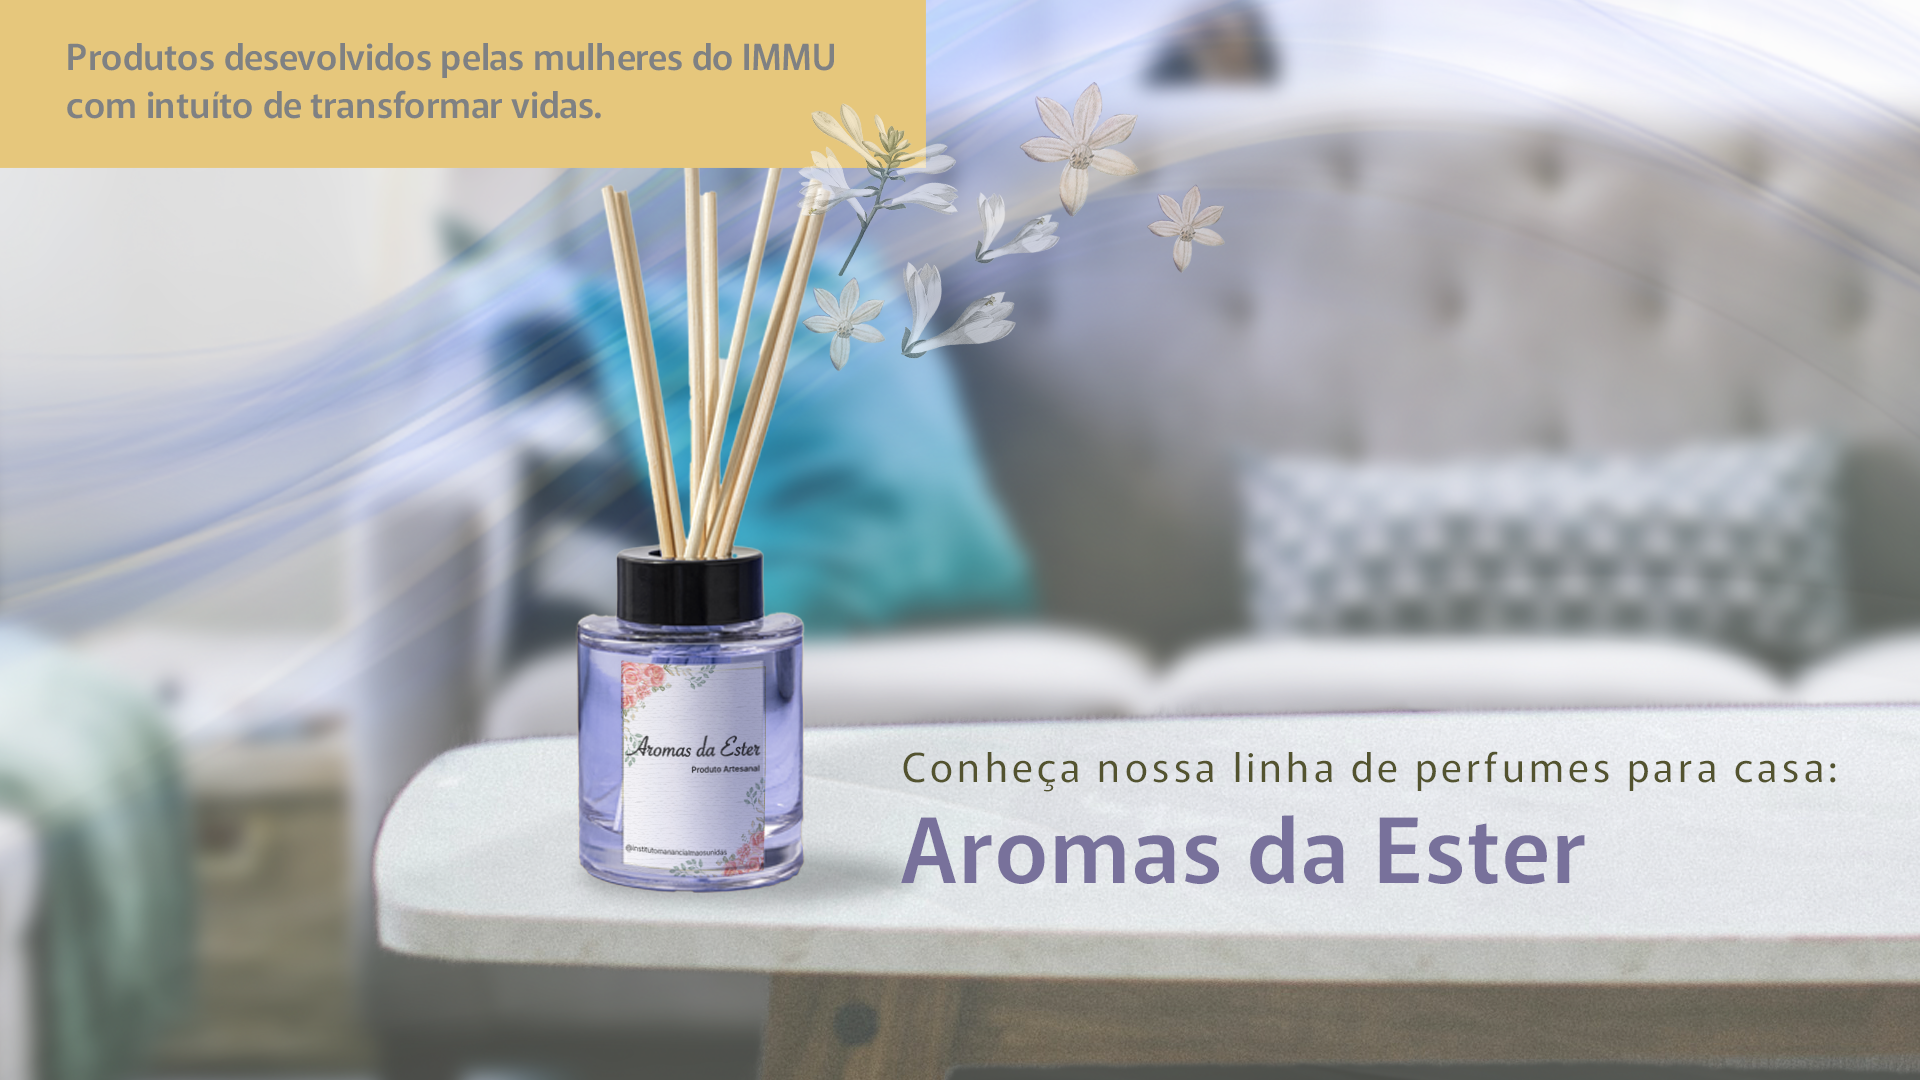 Produtos desevolvidos pelas mulheres do IMMU
com intuíto de transformar vidas.
Aromas da Ester
Produto Artesanal
@institutomanancialmaosunidas
Conheça nossa linha de perfumes para casa:
Aromas da Ester